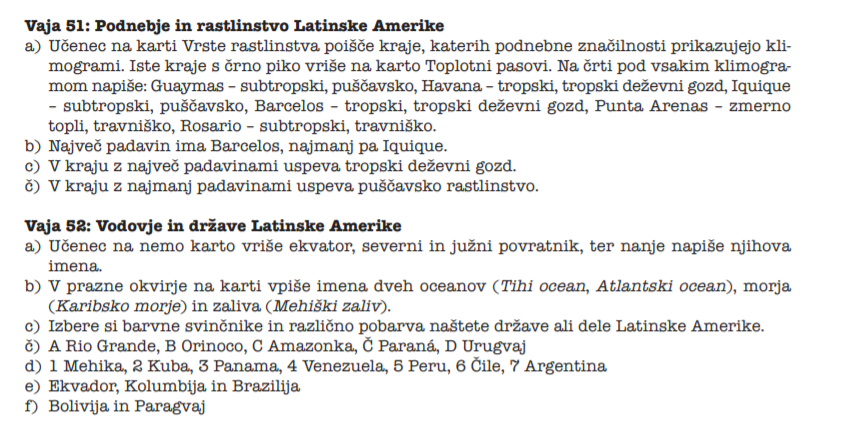 Vaja 51: Podnebje in rastlinstvo Latinske Amerike
a) Učenec na karti Vrste rastlinstva poišče kraje, katerih podnebne značilnosti prikazujejo kli-
mogrami. Iste kraje s črno piko vriše na karto Toplotni pasovi. Na črti pod vsakim klimogra-
mom napiše: Guaymas – subtropski, puščavsko, Havana – tropski, tropski deževni gozd, Iquique
– subtropski, puščavsko, Barcelos – tropski, tropski deževni gozd, Punta Arenas – zmerno
topli, travniško, Rosario – subtropski, travniško.
b) Največ padavin ima Barcelos, najmanj pa Iquique.
c) V kraju z največ padavinami uspeva tropski deževni gozd.
č) V kraju z najmanj padavinami uspeva puščavsko rastlinstvo.
Vaja 52: Vodovje in države Latinske Amerike
a) Učenec na nemo karto vriše ekvator, severni in južni povratnik, ter nanje napiše njihova
imena.
b) V prazne okvirje na karti vpiše imena dveh oceanov (Tihi ocean, Atlantski ocean), morja
(Karibsko morje) in zaliva (Mehiški zaliv).
c) Izbere si barvne svinčnike in različno pobarva naštete države ali dele Latinske Amerike.
č) A Rio Grande, B Orinoco, C Amazonka, Č Paraná, D Urugvaj
d) 1 Mehika, 2 Kuba, 3 Panama, 4 Venezuela, 5 Peru, 6 Čile, 7 Argentina
e) Ekvador, Kolumbija in Brazilija
f) Bolivija in Paragvaj